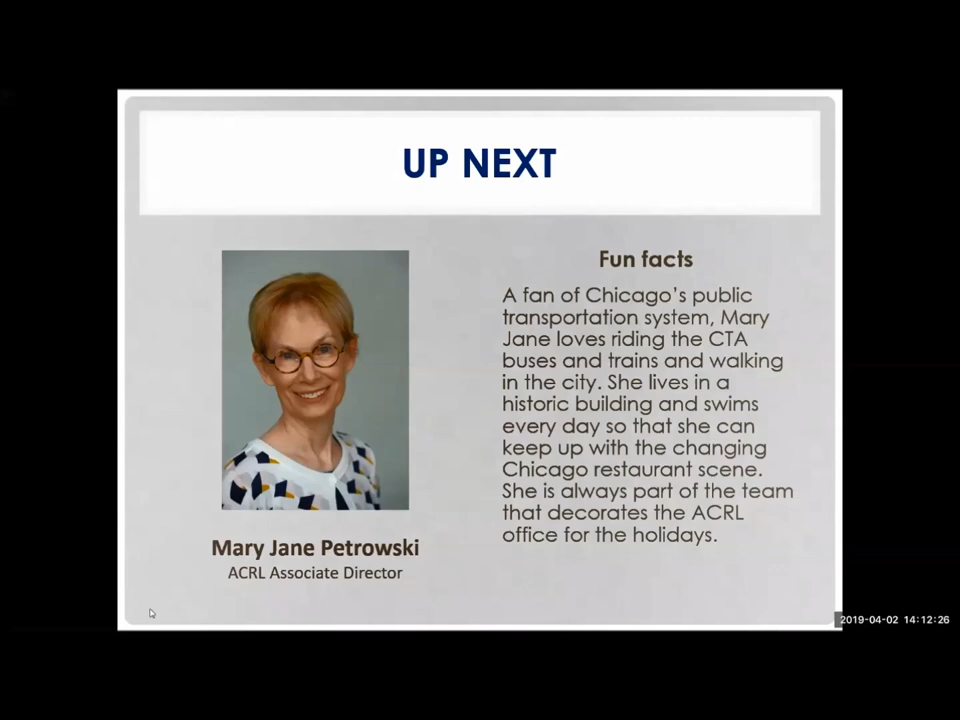 UP NEXT
Mary Jane Petrowski
ACRL Associate Director
Fun facts
A fan of Chicago's public
transportation system, Mary
Jane loves riding the CTA
buses and trains and walking
in the city. She lives in a
historic building and swims
every day so that she can
keep up with the changing
Chicago restaurant scene.
She is always part of the team
that decorates the ACRL
office for the holidays.
2019-04-02 14:12:26